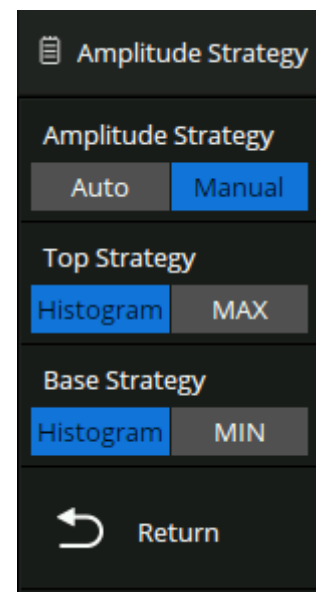 Amplitude Strategy
Amplitude Strategy
Auto Manual
Top Strategy
Histogram MAX
Base Strategy
Histogram MIN
Return